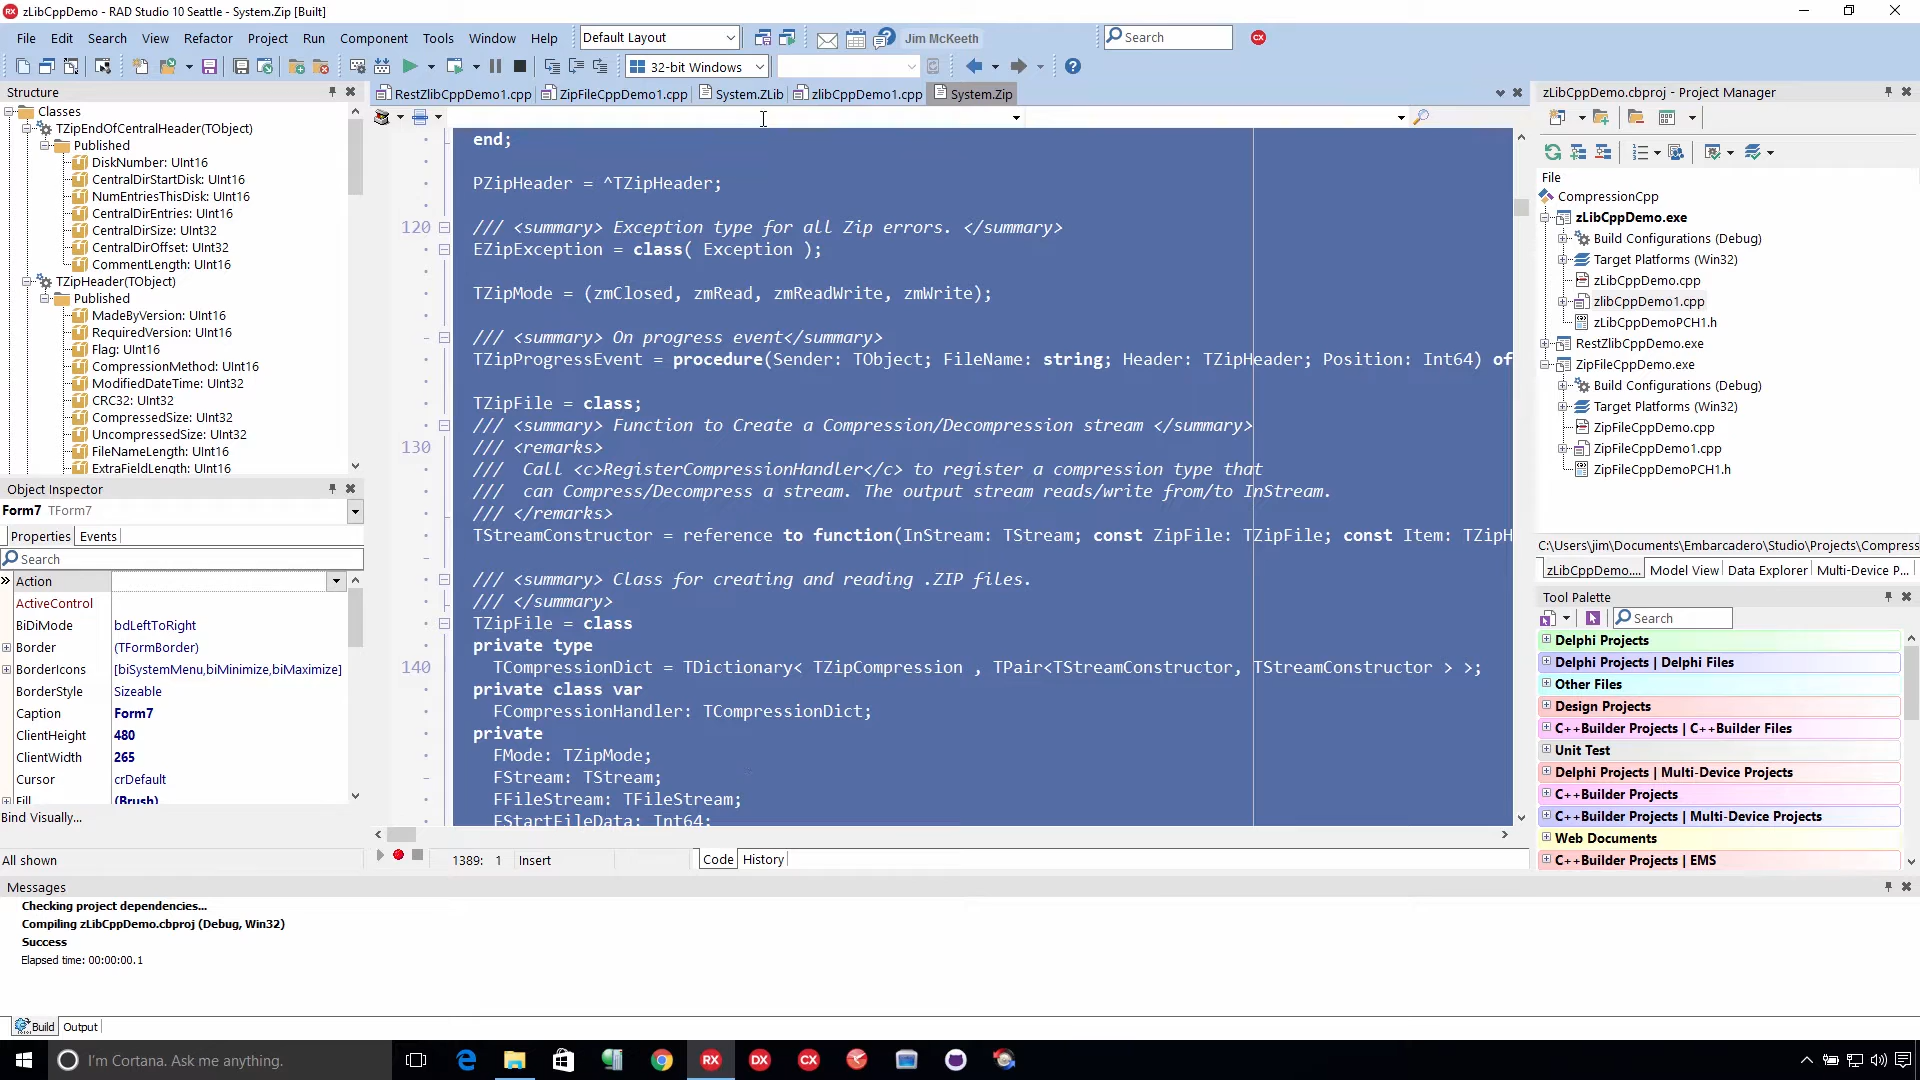 zLibCppDemo - RAD Studio 10 Seattle - System.Zip [Built]
File Edit Search View Refactor Project Run Component Tools Window Help
Default Layout
Jim McKeeth
Search
32-bit Windows
Structure
Classes
TZipEndOfCentralHeader(TObject)
Published
DiskNumber: UInt16
CentralDirStartDisk: UInt16
NumEntriesThisDisk: UInt16
CentralDirEntries: UInt16
CentralDirSize: UInt32
CentralDirOffset: UInt32
CommentLength: UInt16
TZipHeader(TObject)
Published
MadeByVersion: UInt16
RequiredVersion: UInt16
Flag: UInt16
CompressionMethod: UInt16
ModifiedDateTime: UInt32
CRC32: UInt32
CompressedSize: UInt32
UncompressedSize: UInt32
FileNameLength: UInt16
ExtraFieldLength: UInt16
Object Inspector
Form7 TForm7
Properties Events
Search
Action
ActiveControl
BiDiMode bdLeftToRight
Border (TFormBorder)
BorderIcons [biSystemMenu,biMinimize,biMaximize]
BorderStyle Sizeable
Caption Form7
ClientHeight 480
ClientWidth 265
Cursor crDefault
Fill (Brush)
Bind Visually...
All shown
RestZlibCppDemo1.cpp ZipFileCppDemo1.cpp System.ZLib zlibCppDemo1.cpp System.Zip
end;
PZipHeader = ^TZipHeader;
120 /// <summary> Exception type for all Zip errors. </summary>
EZipException = class( Exception );
TZipMode = (zmClosed, zmRead, zmReadWrite, zmWrite);
/// <summary> On progress event</summary>
TZipProgressEvent = procedure(Sender: TObject; FileName: string; Header: TZipHeader; Position: Int64) of
TZipFile = class;
/// <summary> Function to Create a Compression/Decompression stream </summary>
130 /// <remarks>
/// Call <c>RegisterCompressionHandler</c> to register a compression type that
/// can Compress/Decompress a stream. The output stream reads/write from/to InStream.
/// </remarks>
TStreamConstructor = reference to function(InStream: TStream; const ZipFile: TZipFile; const Item: TZipH
/// <summary> Class for creating and reading .ZIP files.
/// </summary>
TZipFile = class
private type
140 TCompressionDict = TDictionary< TZipCompression , TPair<TStreamConstructor, TStreamConstructor > >;
private class var
FCompressionHandler: TCompressionDict;
private
FMode: TZipMode;
FStream: TStream;
FFileStream: TFileStream;
FStartFileData: Int64;
1389: 1 Insert
Code History
zLibCppDemo.cbproj - Project Manager
File
CompressionCpp
zLibCppDemo.exe
Build Configurations (Debug)
Target Platforms (Win32)
zLibCppDemo.cpp
zlibCppDemo1.cpp
zLibCppDemoPCH1.h
RestZlibCppDemo.exe
ZipFileCppDemo.exe
Build Configurations (Debug)
Target Platforms (Win32)
ZipFileCppDemo.cpp
ZipFileCppDemo1.cpp
ZipFileCppDemoPCH1.h
C:\Users\jim\Documents\Embarcadero\Studio\Projects\Compress
zLibCppDemo.... Model View Data Explorer Multi-Device P...
Tool Palette
Search
Delphi Projects
Delphi Projects | Delphi Files
Other Files
Design Projects
C++Builder Projects | C++Builder Files
Unit Test
Delphi Projects | Multi-Device Projects
C++Builder Projects
C++Builder Projects | Multi-Device Projects
Web Documents
C++Builder Projects | EMS
Messages
Checking project dependencies...
Compiling zLibCppDemo.cbproj (Debug, Win32)
Success
Elapsed time: 00:00:00.1
Build Output
I'm Cortana. Ask me anything.
RX DX CX